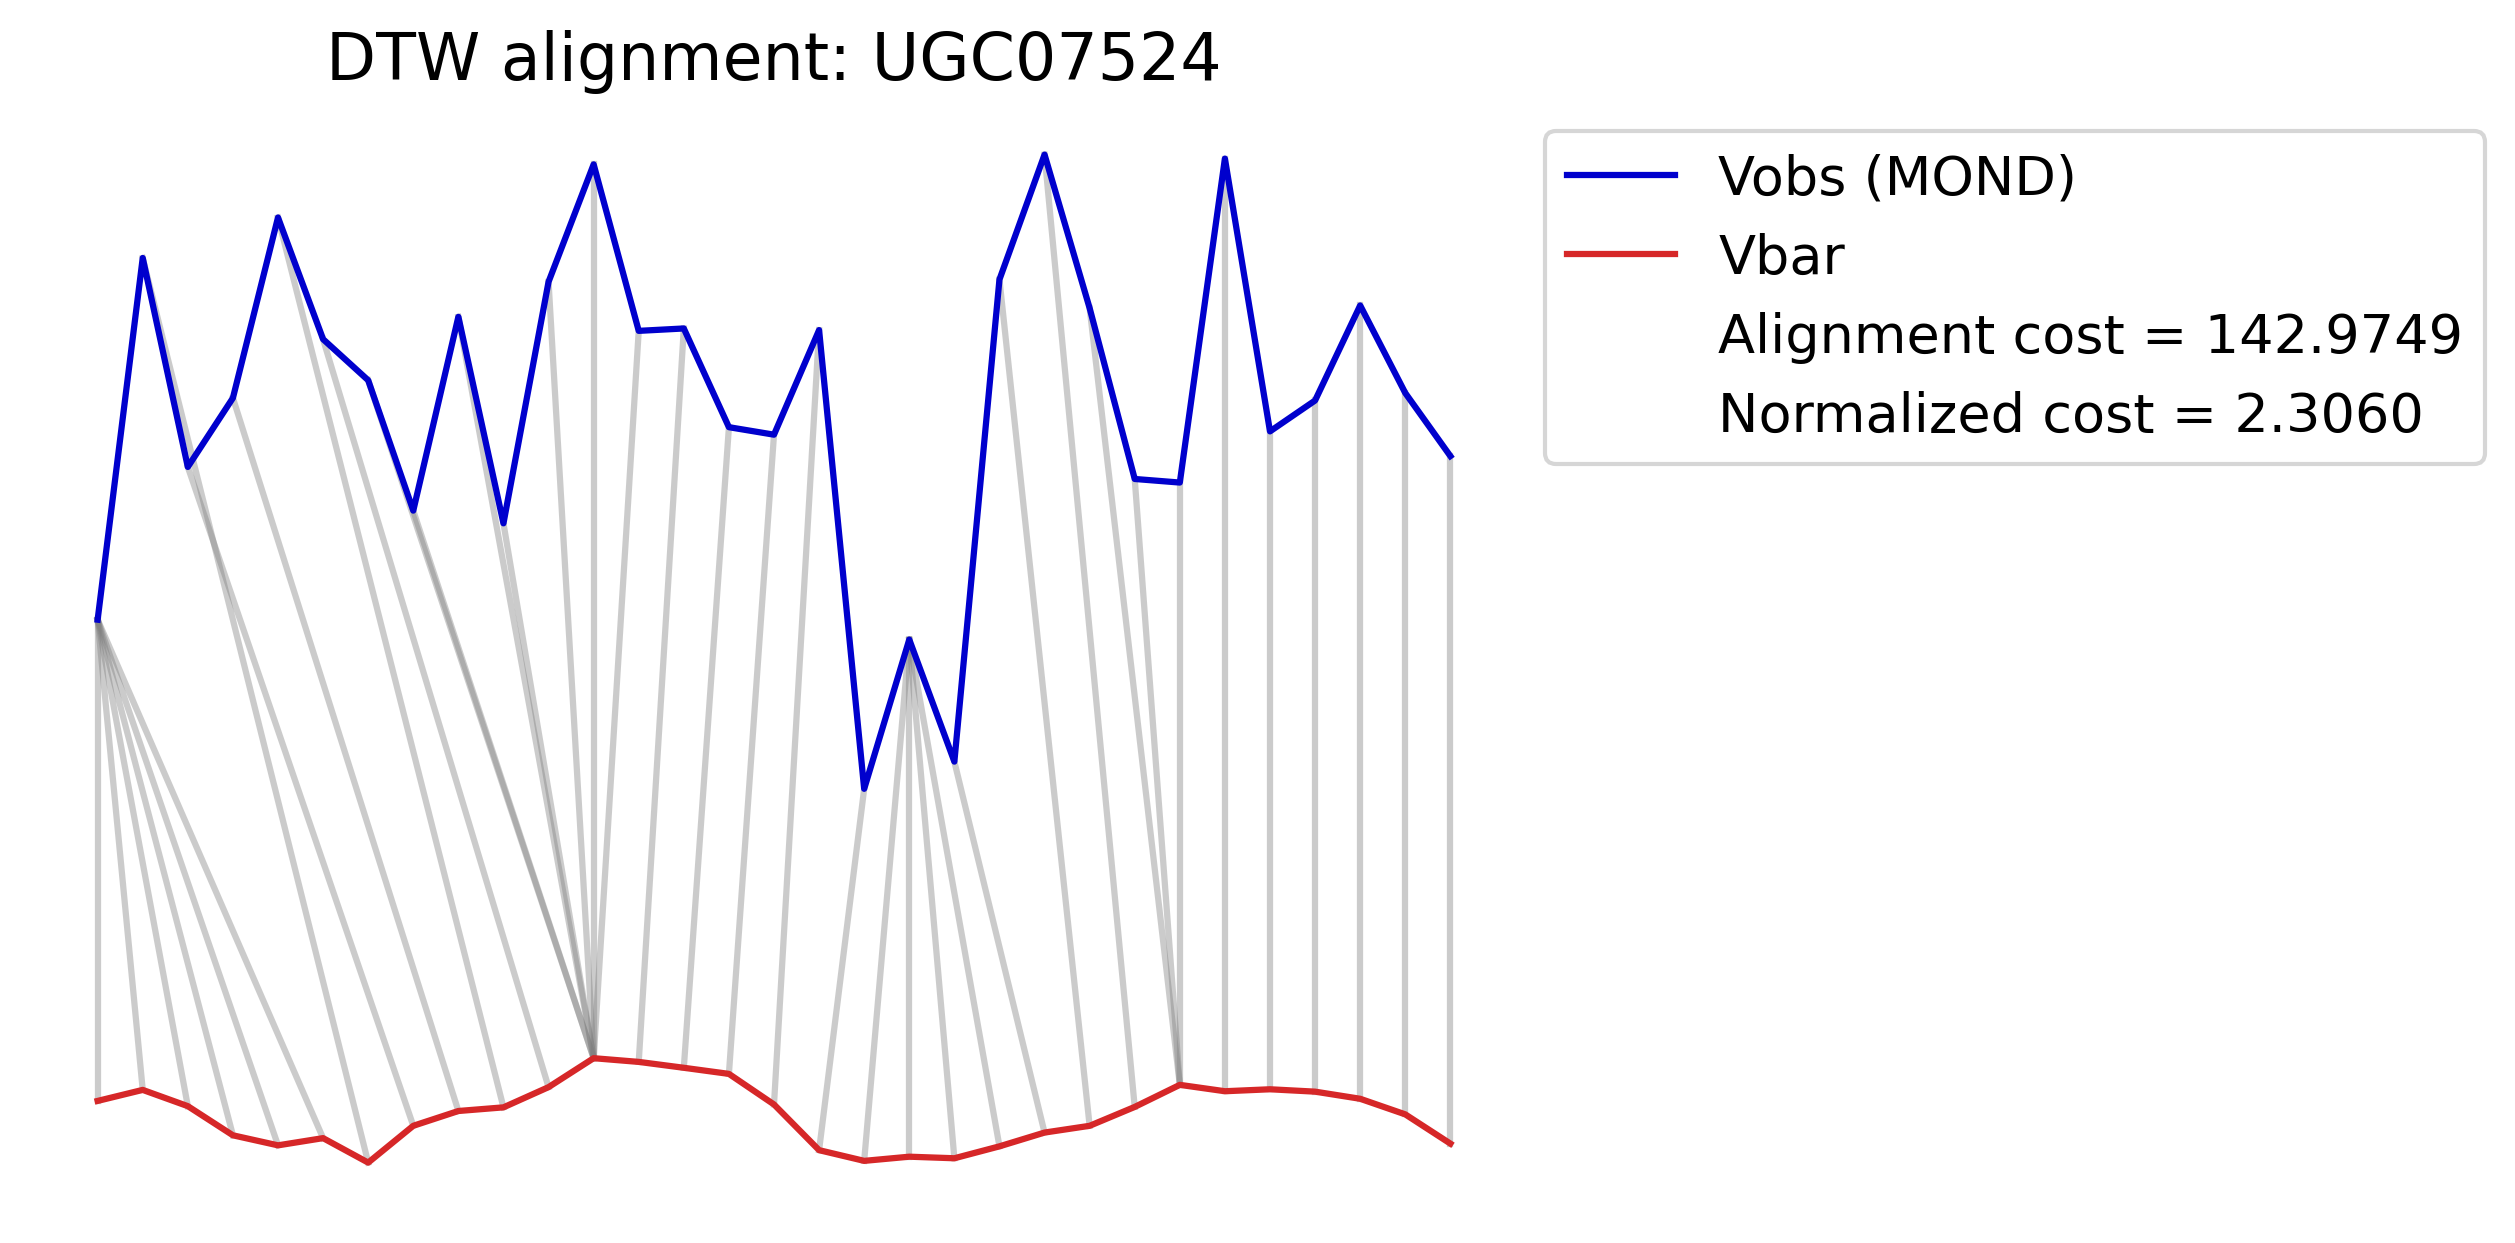 DTW alignment: UGC07524
Vobs (MOND)
Vbar
Alignment cost = 142.9749
Normalized cost = 2.3060